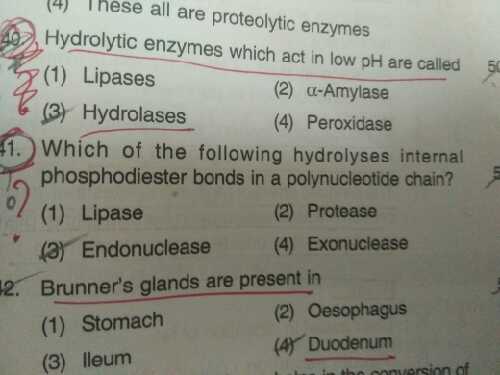 (4) These all are proteolytic enzymes
40. Hydrolytic enzymes which act in low pH are called
(1) Lipases (2) α-Amylase
(3) Hydrolases (4) Peroxidase
41. Which of the following hydrolyses internal
phosphodiester bonds in a polynucleotide chain?
(1) Lipase (2) Protease
(3) Endonuclease (4) Exonuclease
42. Brunner's glands are present in
(1) Stomach (2) Oesophagus
(3) Ileum (4) Duodenum
in the conversion of